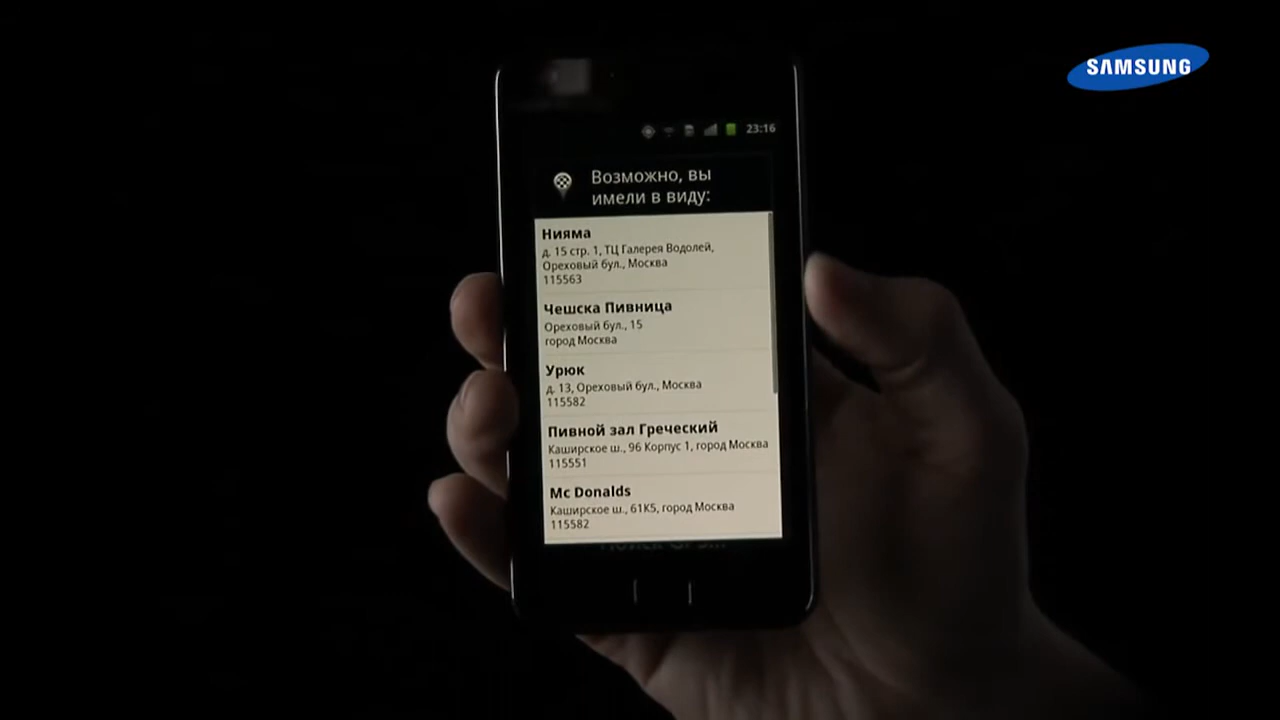 SAMSUNG
23:16
Возможно, вы
имели в виду:
Нияма
д. 15 стр. 1, ТЦ Галерея Водолей,
Ореховый бул., Москва
115563
Чешска Пивница
Ореховый бул., 15
город Москва
Урюк
д. 13, Ореховый бул., Москва
115582
Пивной зал Греческий
Каширское ш., 96 Корпус 1, город Москва
115551
Mc Donalds
Каширское ш., 61К5, город Москва
115582